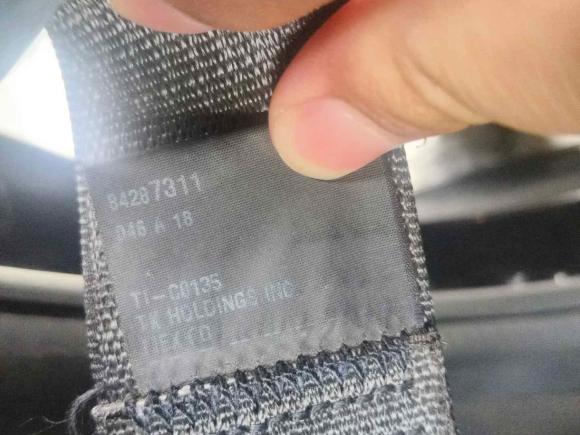 84287311
046 A 18
TI-C0135
TK HOLDINGS INC